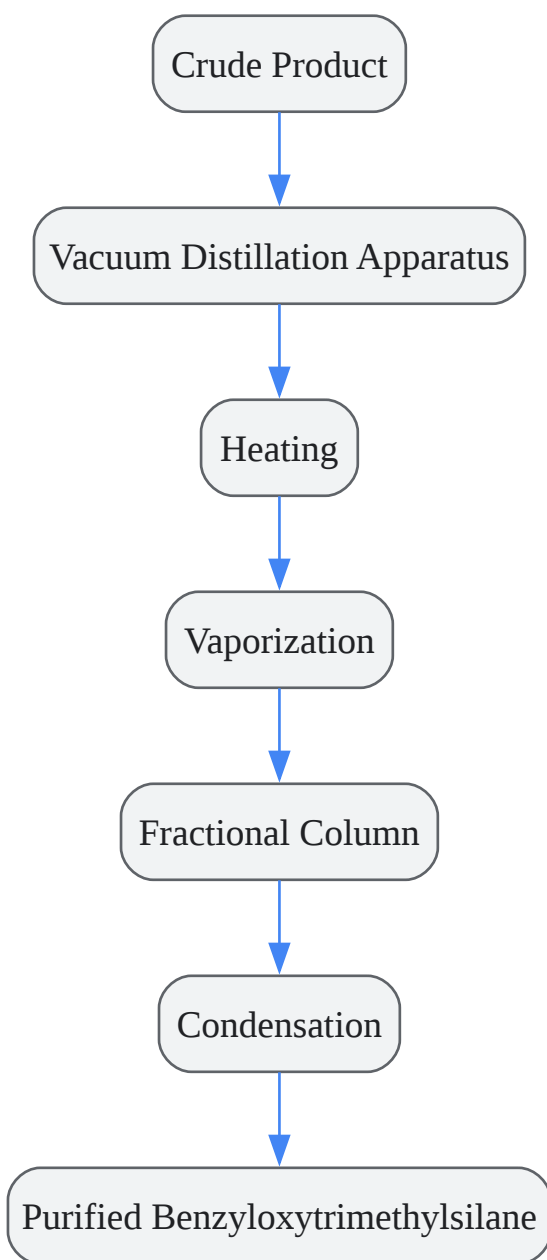 Crude Product
Vacuum Distillation Apparatus
Heating
Vaporization
Fractional Column
Condensation
Purified Benzyloxytrimethylsilane